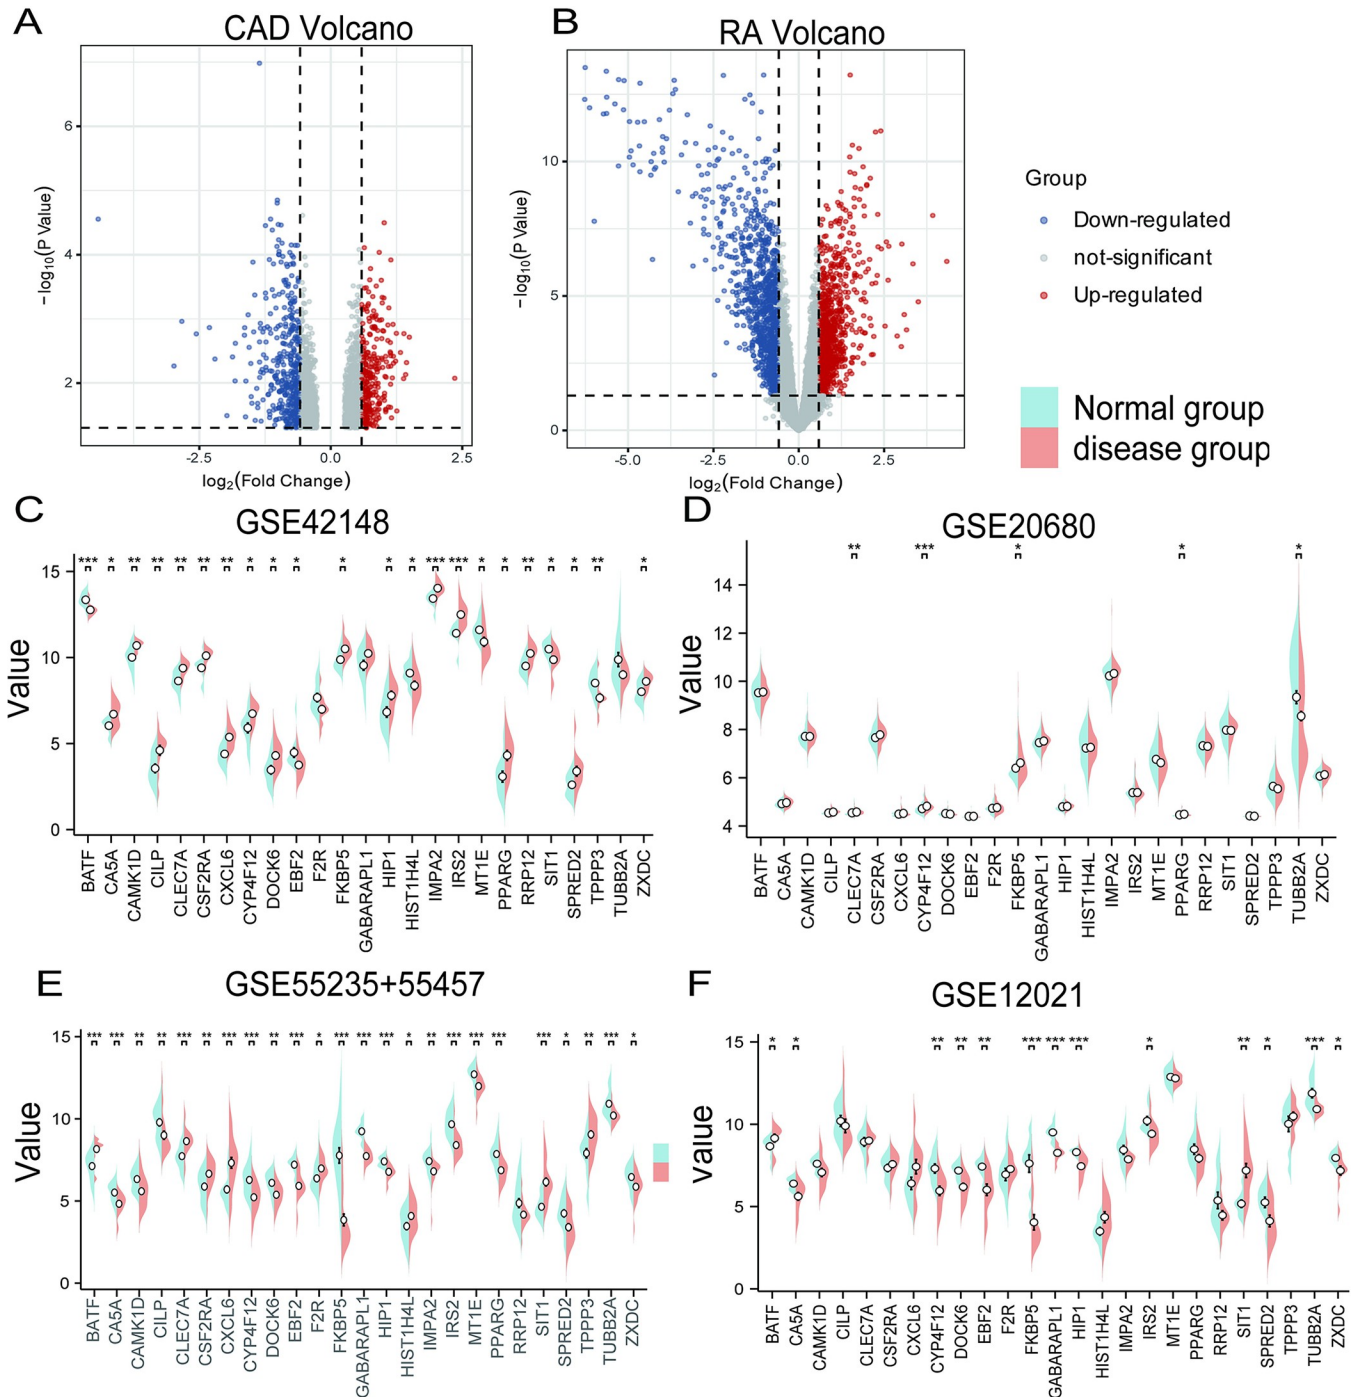 A
CAD Volcano
−log10(P Value)
6
4
2
-2.5
0.0
2.5
log2(Fold Change)
B
RA Volcano
−log10(P Value)
10
5
0
-5.0
-2.5
0.0
2.5
log2(Fold Change)
Group
Down-regulated
not-significant
Up-regulated
Normal group
disease group
C
GSE42148
*** * ** ** ** ** ** * * * * * * *** *** * * ** * * ** *
Value
15
10
5
0
BATF
CA5A
CAMK1D
CILP
CLEC7A
CSF2RA
CXCL6
CYP4F12
DOCK6
EBF2
F2R
FKBP5
GABARAPL1
HIP1
HIST1H4L
IMPA2
IRS2
MT1E
PPARG
RRP12
SIT1
SPRED2
TPPP3
TUBB2A
ZXDC
D
GSE20680
** *** * * *
Value
14
12
10
8
6
4
BATF
CA5A
CAMK1D
CILP
CLEC7A
CSF2RA
CXCL6
CYP4F12
DOCK6
EBF2
F2R
FKBP5
GABARAPL1
HIP1
HIST1H4L
IMPA2
IRS2
MT1E
PPARG
RRP12
SIT1
SPRED2
TPPP3
TUBB2A
ZXDC
E
GSE55235+55457
*** *** ** ** *** ** *** *** ** *** * *** *** *** * ** *** *** *** *** * ** *** *
Value
15
10
5
0
BATF
CA5A
CAMK1D
CILP
CLEC7A
CSF2RA
CXCL6
CYP4F12
DOCK6
EBF2
F2R
FKBP5
GABARAPL1
HIP1
HIST1H4L
IMPA2
IRS2
MT1E
PPARG
RRP12
SIT1
SPRED2
TPPP3
TUBB2A
ZXDC
F
GSE12021
* * ** ** ** *** *** *** * ** * *** *
Value
15
10
5
0
BATF
CA5A
CAMK1D
CILP
CLEC7A
CSF2RA
CXCL6
CYP4F12
DOCK6
EBF2
F2R
FKBP5
GABARAPL1
HIP1
HIST1H4L
IMPA2
IRS2
MT1E
PPARG
RRP12
SIT1
SPRED2
TPPP3
TUBB2A
ZXDC